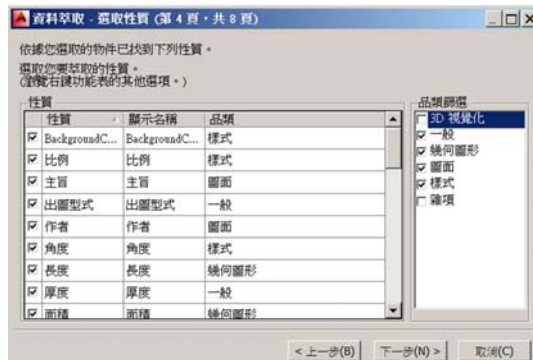 資料萃取 - 選取性質 (第 4 頁，共 8 頁)
依據您選取的物件已找到下列性質。
選取您要萃取的性質。
(瀏覽右鍵功能表的其他選項。)
性質
品類篩選
性質 顯示名稱 品類
BackgroundC... BackgroundC... 樣式
比例 比例 樣式
主旨 主旨 圖面
出圖型式 出圖型式 一般
作者 作者 圖面
角度 角度 樣式
長度 長度 幾何圖形
厚度 厚度 一般
面積 面積 幾何圖形
3D 視覺化
一般
幾何圖形
圖面
樣式
雜項
< 上一步(B) 下一步(N) > 取消(C)